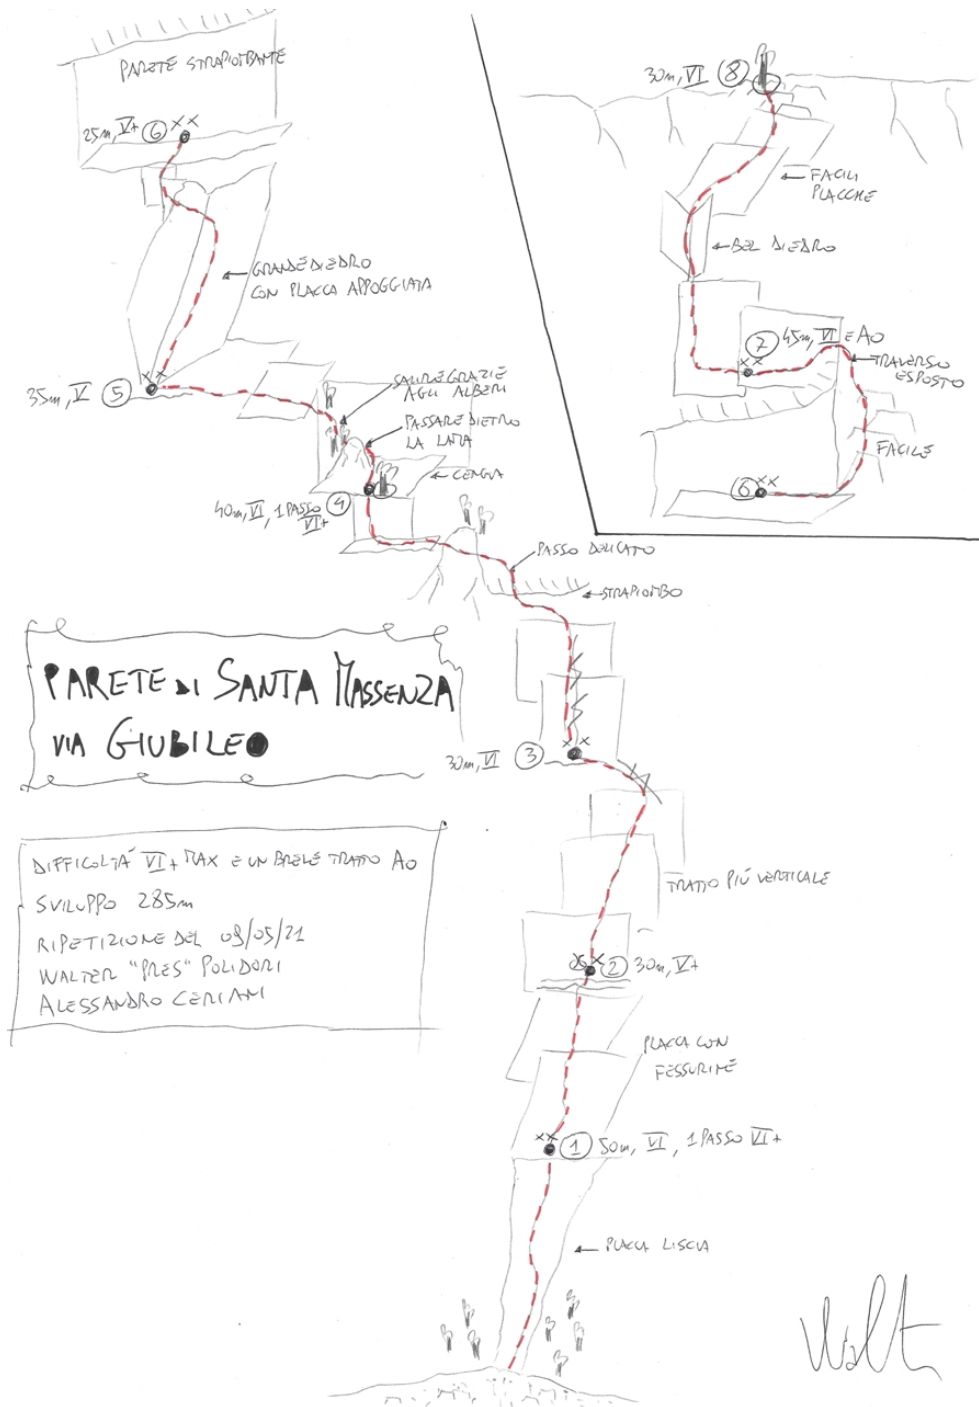 PARETE STRAPIOMBANTE
25m, V+ 6
GRANDE DIEDRO
CON PLACCA APPOGGIATA
35m, V 5
SALIRE GRAZIE
AGLI ALBERI
PASSARE DIETRO
LA LAMA
CENGIA
40m, VI, 1 PASSO
VI+
4
PASSO DELICATO
STRAPIOMBO
30m, VI 8
FACILI
PLACCHE
BEL DIEDRO
7 45m, VI E A0
TRAVERSO
ESPOSTO
FACILE
6
PARETE DI SANTA MASSENZA
VIA GIUBILEO
30m, VI 3
DIFFICOLTÁ VI+ MAX E UN BREVE TRATTO A0
SVILUPPO 285m
RIPETIZIONE DEL 09/05/21
WALTER "PRES" POLIDORI
ALESSANDRO CERIANI
TRATTO PIÚ VERTICALE
2 30m, V+
PLACCA CON
FESSURINE
1 50m, VI, 1 PASSO VI+
PLACCA LISCIA
Walt